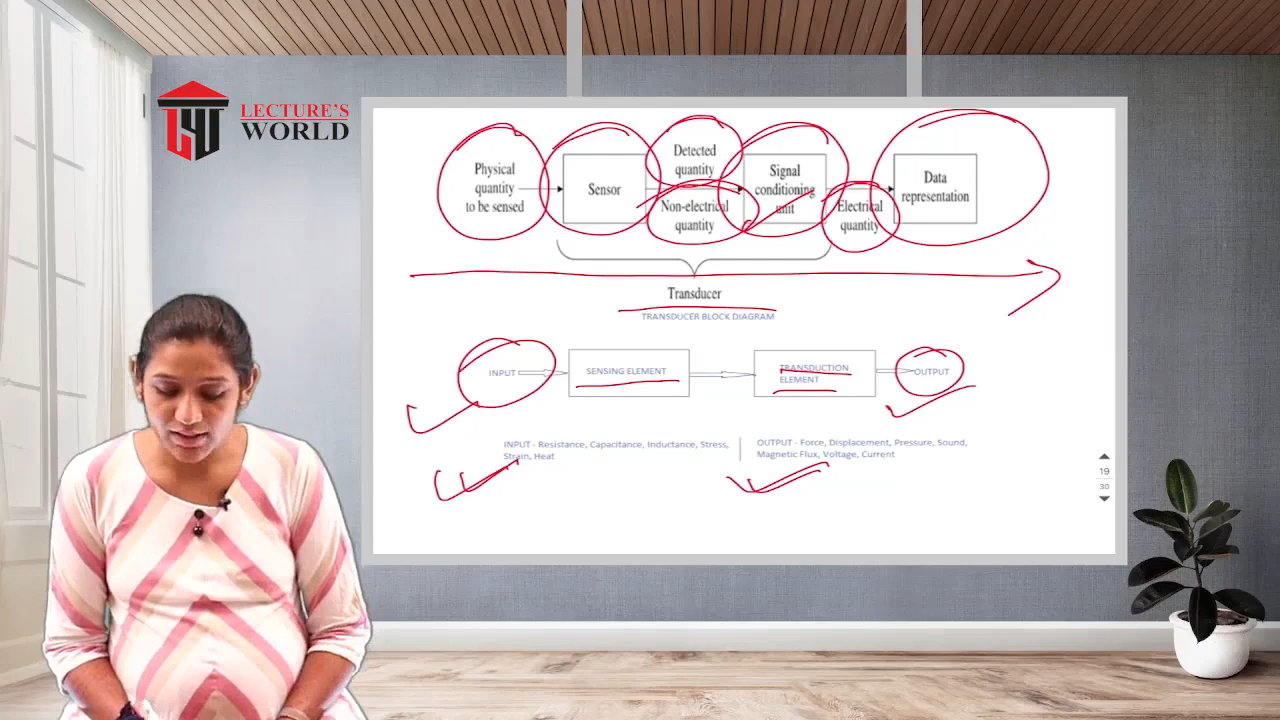 LECTURE'S
WORLD
Physical
quantity
to be sensed
Sensor
Detected
quantity
Non-electrical
quantity
Signal
conditioning
unit
Electrical
quantity
Data
representation
Transducer
TRANSDUCER BLOCK DIAGRAM
INPUT
SENSING ELEMENT
TRANSDUCTION
ELEMENT
OUTPUT
INPUT - Resistance, Capacitance, Inductance, Stress,
Strain, Heat
OUTPUT - Force, Displacement, Pressure, Sound,
Magnetic Flux, Voltage, Current
19
30